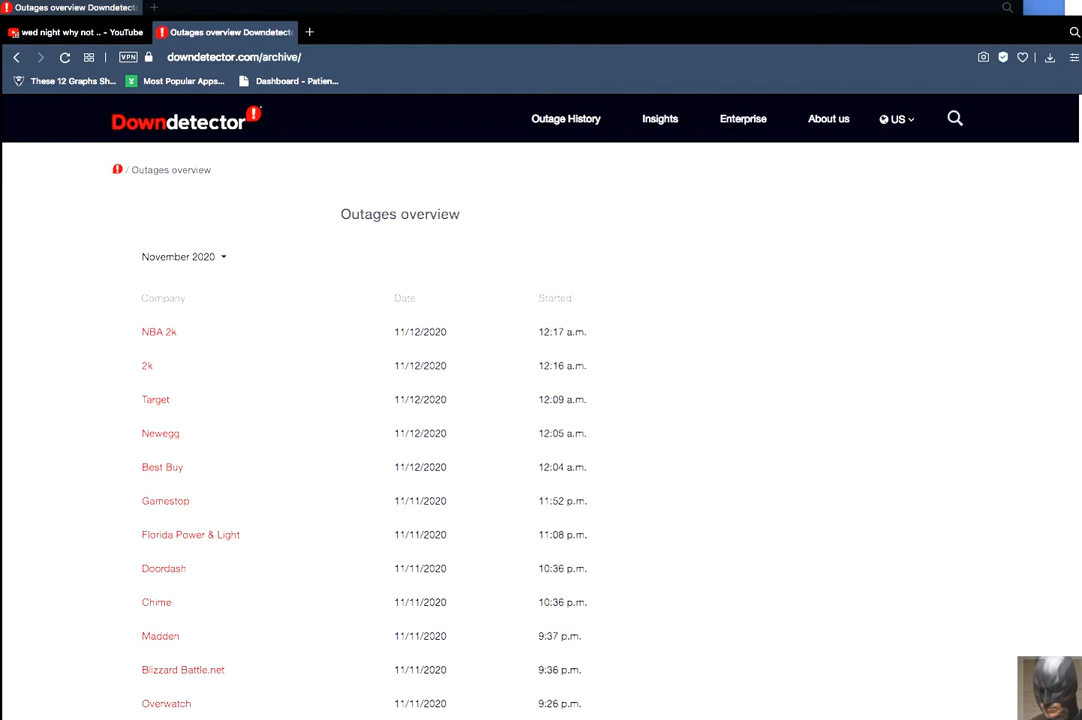 Outages overview Downdetecto
wed night why not .. - YouTube
Outages overview Downdetect
VPN
downdetector.com/archive/
These 12 Graphs Sh...
Most Popular Apps...
Dashboard - Patien...
Downdetector
Outage History
Insights
Enterprise
About us
US
/ Outages overview
Outages overview
November 2020
Company Date Started
NBA 2k 11/12/2020 12:17 a.m.
2k 11/12/2020 12:16 a.m.
Target 11/12/2020 12:09 a.m.
Newegg 11/12/2020 12:05 a.m.
Best Buy 11/12/2020 12:04 a.m.
Gamestop 11/11/2020 11:52 p.m.
Florida Power & Light 11/11/2020 11:08 p.m.
Doordash 11/11/2020 10:36 p.m.
Chime 11/11/2020 10:36 p.m.
Madden 11/11/2020 9:37 p.m.
Blizzard Battle.net 11/11/2020 9:36 p.m.
Overwatch 11/11/2020 9:26 p.m.